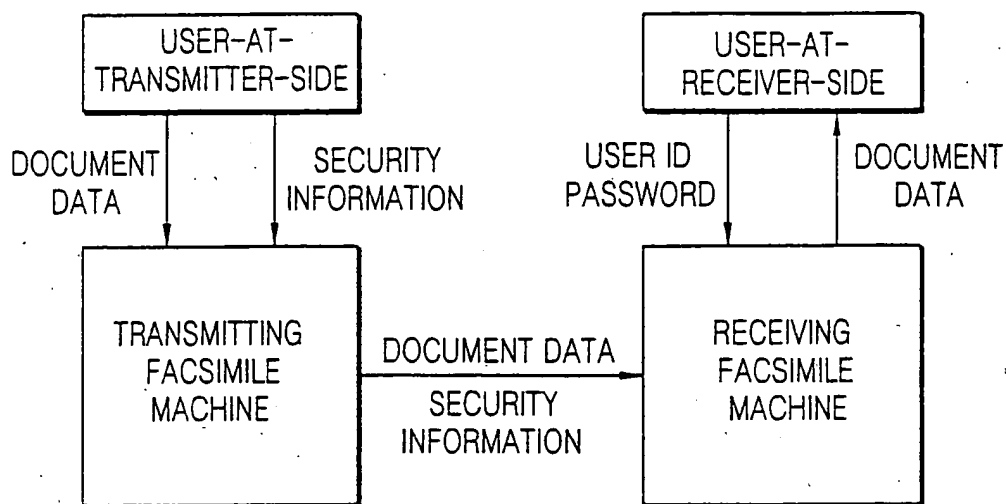 USER-AT-
TRANSMITTER-SIDE
USER-AT-
RECEIVER-SIDE
DOCUMENT
DATA
SECURITY
INFORMATION
USER ID
PASSWORD
DOCUMENT
DATA
TRANSMITTING
FACSIMILE
MACHINE
DOCUMENT DATA
SECURITY
INFORMATION
RECEIVING
FACSIMILE
MACHINE